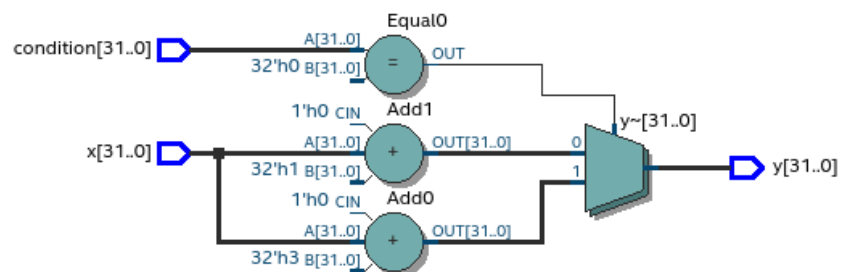 Equal0
condition[31..0]
A[31..0]
OUT
=
32'h0 B[31..0]
1'h0 CIN
Add1
y~[31..0]
x[31..0]
A[31..0]
OUT[31..0]
0
+
32'h1 B[31..0]
1
y[31..0]
1'h0 CIN
Add0
A[31..0]
OUT[31..0]
+
32'h3 B[31..0]